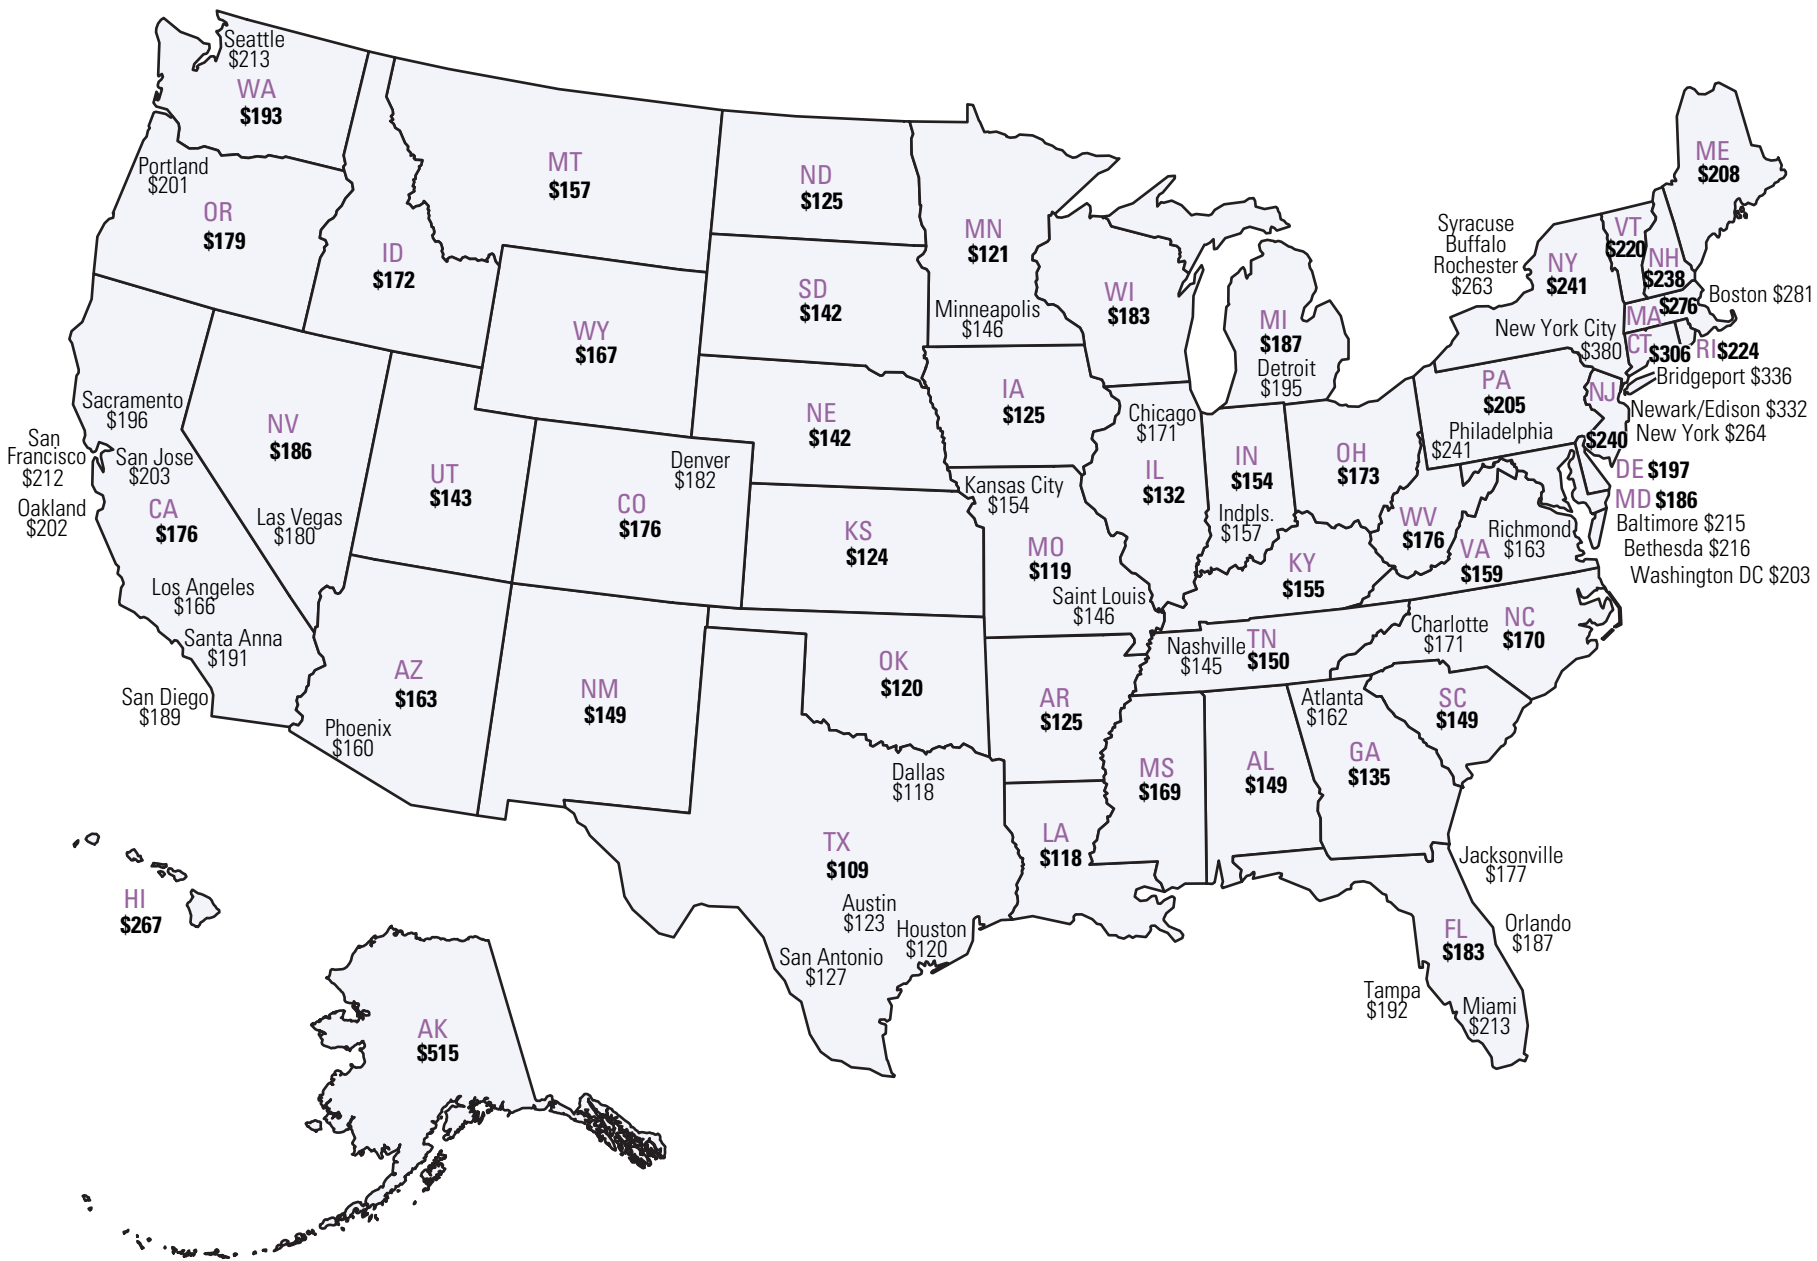 Seattle
$213
WA
$193
Portland
$201
OR
$179
ID
$172
MT
$157
WY
$167
ND
$125
SD
$142
NE
$142
MN
$121
Minneapolis
$146
WI
$183
MI
$187
Detroit
$195
IA
$125
Chicago
$171
IL
$132
IN
$154
Indpls.
$157
OH
$173
Sacramento
$196
San
Francisco
$212
San Jose
$203
Oakland
$202
CA
$176
Los Angeles
$166
Santa Anna
$191
San Diego
$189
NV
$186
Las Vegas
$180
UT
$143
CO
$176
Denver
$182
KS
$124
Kansas City
$154
MO
$119
Saint Louis
$146
KY
$155
WV
$176
VA
$159
Richmond
$163
AZ
$163
Phoenix
$160
NM
$149
OK
$120
AR
$125
Nashville
$145
TN
$150
Charlotte
$171
NC
$170
SC
$149
Atlanta
$162
GA
$135
AL
$149
MS
$169
LA
$118
Dallas
$118
TX
$109
Austin
$123
Houston
$120
San Antonio
$127
Jacksonville
$177
Orlando
$187
FL
$183
Tampa
$192
Miami
$213
HI
$267
AK
$515
ME
$208
VT
$220
NH
$238
Syracuse
Buffalo
Rochester
$263
NY
$241
New York City
$380
MA
$276
Boston $281
CT $306
RI $224
Bridgeport $336
PA
$205
Philadelphia
$241
NJ
$240
Newark/Edison $332
New York $264
DE $197
MD $186
Baltimore $215
Bethesda $216
Washington DC $203